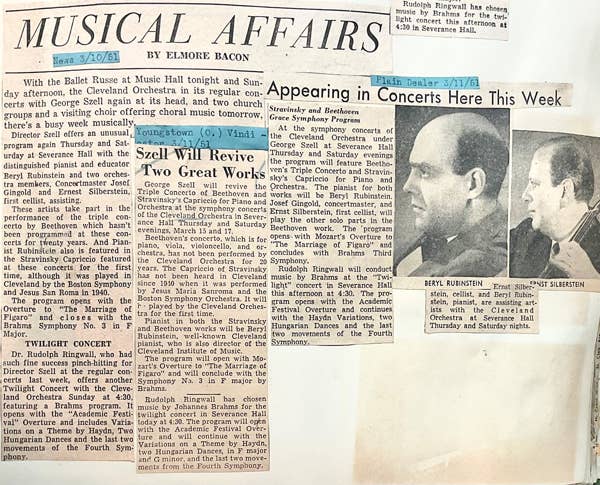 MUSICAL AFFAIRS
BY ELMORE BACON
News 3/10/61
With the Ballet Russe at Music Hall tonight and Sun-
day afternoon, the Cleveland Orchestra in its regular con-
certs with George Szell again at its head, and two church
groups and a visiting choir offering choral music tomorrow,
there's a busy week musically.
Director Szell offers an unusual
program again Thursday and Sat-
urday at Severance Hall with the
distinguished pianist and educator
Beryl Rubinstein and two orches-
tra members, Concertmaster Josef
Gingold and Ernest Silberstein,
first cellist, assisting.
These artists take part in the
performance of the triple con-
certo by Beethoven which hasn't
been programmed at these con-
certs for twenty years. And Pian-
ist Rubinstein also is featured in
the Stravinsky Capriccio featured
at these concerts for the first
time, although it was played in
Cleveland by the Boston Symphony
and Jesus San Roma in 1940.
The program opens with the
Overture to "The Marriage of
Figaro" and closes with the
Brahms Symphony No. 3 in F
Major.
TWILIGHT CONCERT
Dr. Rudolph Ringwall, who had
such fine success pinch-hitting for
Director Szell at the regular con-
certs last week, offers another
Twilight Concert with the Cleve-
land Orchestra Sunday at 4:30,
featuring a Brahms program. It
opens with the "Academic Festi-
val" Overture and includes Varia-
tions on a Theme by Haydn, Two
Hungarian Dances and the last two
movements of the Fourth Sym-
phony.
Youngstown (O.) Vindi-
3/11/61
Szell Will Revive
Two Great Works
George Szell will revive the
Triple Concerto of Beethoven and
Stravinsky's Capriccio for Piano and
Orchestra at the symphony concerts
of the Cleveland Orchestra in Sever-
ance Hall Thursday and Saturday
evenings, March 15 and 17.
Beethoven's concerto, which is for
piano, viola, violoncello, and or-
chestra, has not been performed by
the Cleveland Orchestra for 20
years. The Capriccio of Stravinsky
has not been heard in Cleveland
since 1940 when it was performed
by Jesus Maria Sanroma and the
Boston Symphony Orchestra. It will
played by the Cleveland Orches-
tra for the first time.
Pianist in both the Stravinsky
and Beethoven works will be Beryl
Rubinstein, well-known Cleveland
pianist, who is also director of the
Cleveland Institute of Music.
The program will open with Mo-
zart's Overture to "The Marriage of
Figaro" and will conclude with the
Symphony No. 3 in F major by
Brahms.
Rudolph Ringwall has chosen
music by Johannes Brahms for the
twilight concert in Severance Hall
today at 4:30. The program will open
with the Academic Festival Over-
ture and will continue with the
Variations on a Theme by Haydn,
two Hungarian Dances, in F major
and G minor, and the last two move-
ments from the Fourth Symphony.
Rudolph Ringwall has chosen
music by Brahms for the twi-
light concert this afternoon at
4:30 in Severance Hall.
Plain Dealer 3/11/61
Appearing in Concerts Here This Week
Stravinsky and Beethoven
Grace Symphony Program
At the symphony concerts of
the Cleveland Orchestra under
George Szell at Severance Hall
Thursday and Saturday evenings
the program will feature Beetho-
ven's Triple Concerto and Stravin-
sky's Capriccio for Piano and
Orchestra. The pianist for both
works will be Beryl Rubinstein.
Josef Gingold, concertmaster, and
Ernst Silberstein, first cellist, will
play the other solo parts in the
Beethoven work. The program
opens with Mozart's Overture to
"The Marriage of Figaro" and
concludes with Brahms Third
Symphony.
Rudolph Ringwall will conduct
music by Brahms at the "Twi-
light" concert in Severance Hall
this afternoon at 4:30. The pro-
gram opens with the Academic
Festival Overture and continues
with the Haydn Variations, two
Hungarian Dances and the last
two movements of the Fourth
Symphony.
BERYL RUBINSTEIN
ERNST SILBERSTEIN
Ernst Silber-
stein, cellist, and Beryl Rubin-
stein, pianist, are assisting art-
ists with the Cleveland
Orchestra at Severance Hall
Thursday and Saturday nights.